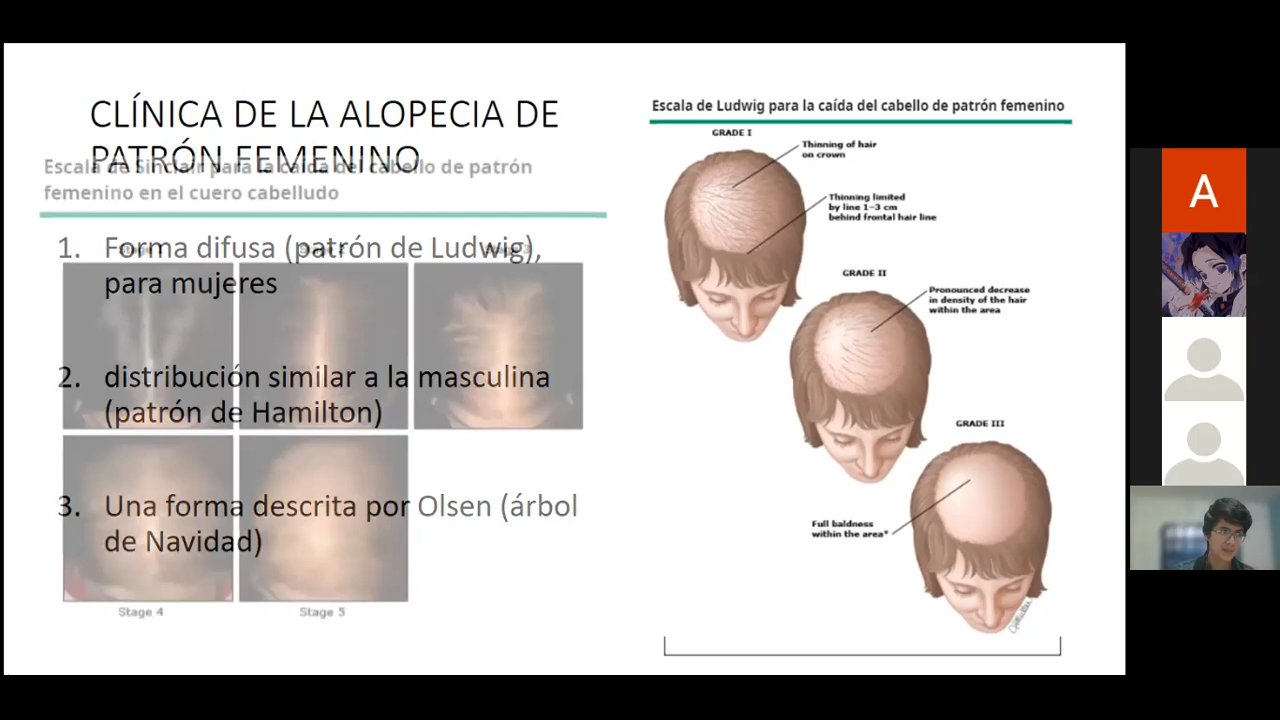 CLÍNICA DE LA ALOPECIA DE
PATRÓN FEMENINO
Escala de Sinclair para la caída del cabello de patrón
femenino en el cuero cabelludo
1. Forma difusa (patrón de Ludwig),
para mujeres
2. distribución similar a la masculina
(patrón de Hamilton)
3. Una forma descrita por Olsen (árbol
de Navidad)
Stage 4
Stage 5
Escala de Ludwig para la caída del cabello de patrón femenino
GRADE I
Thinning of hair
on crown
Thinning limited
by line 1–3 cm
behind frontal hair line
GRADE II
Pronounced decrease
in density of the hair
within the area
GRADE III
Full baldness
within the area*
A